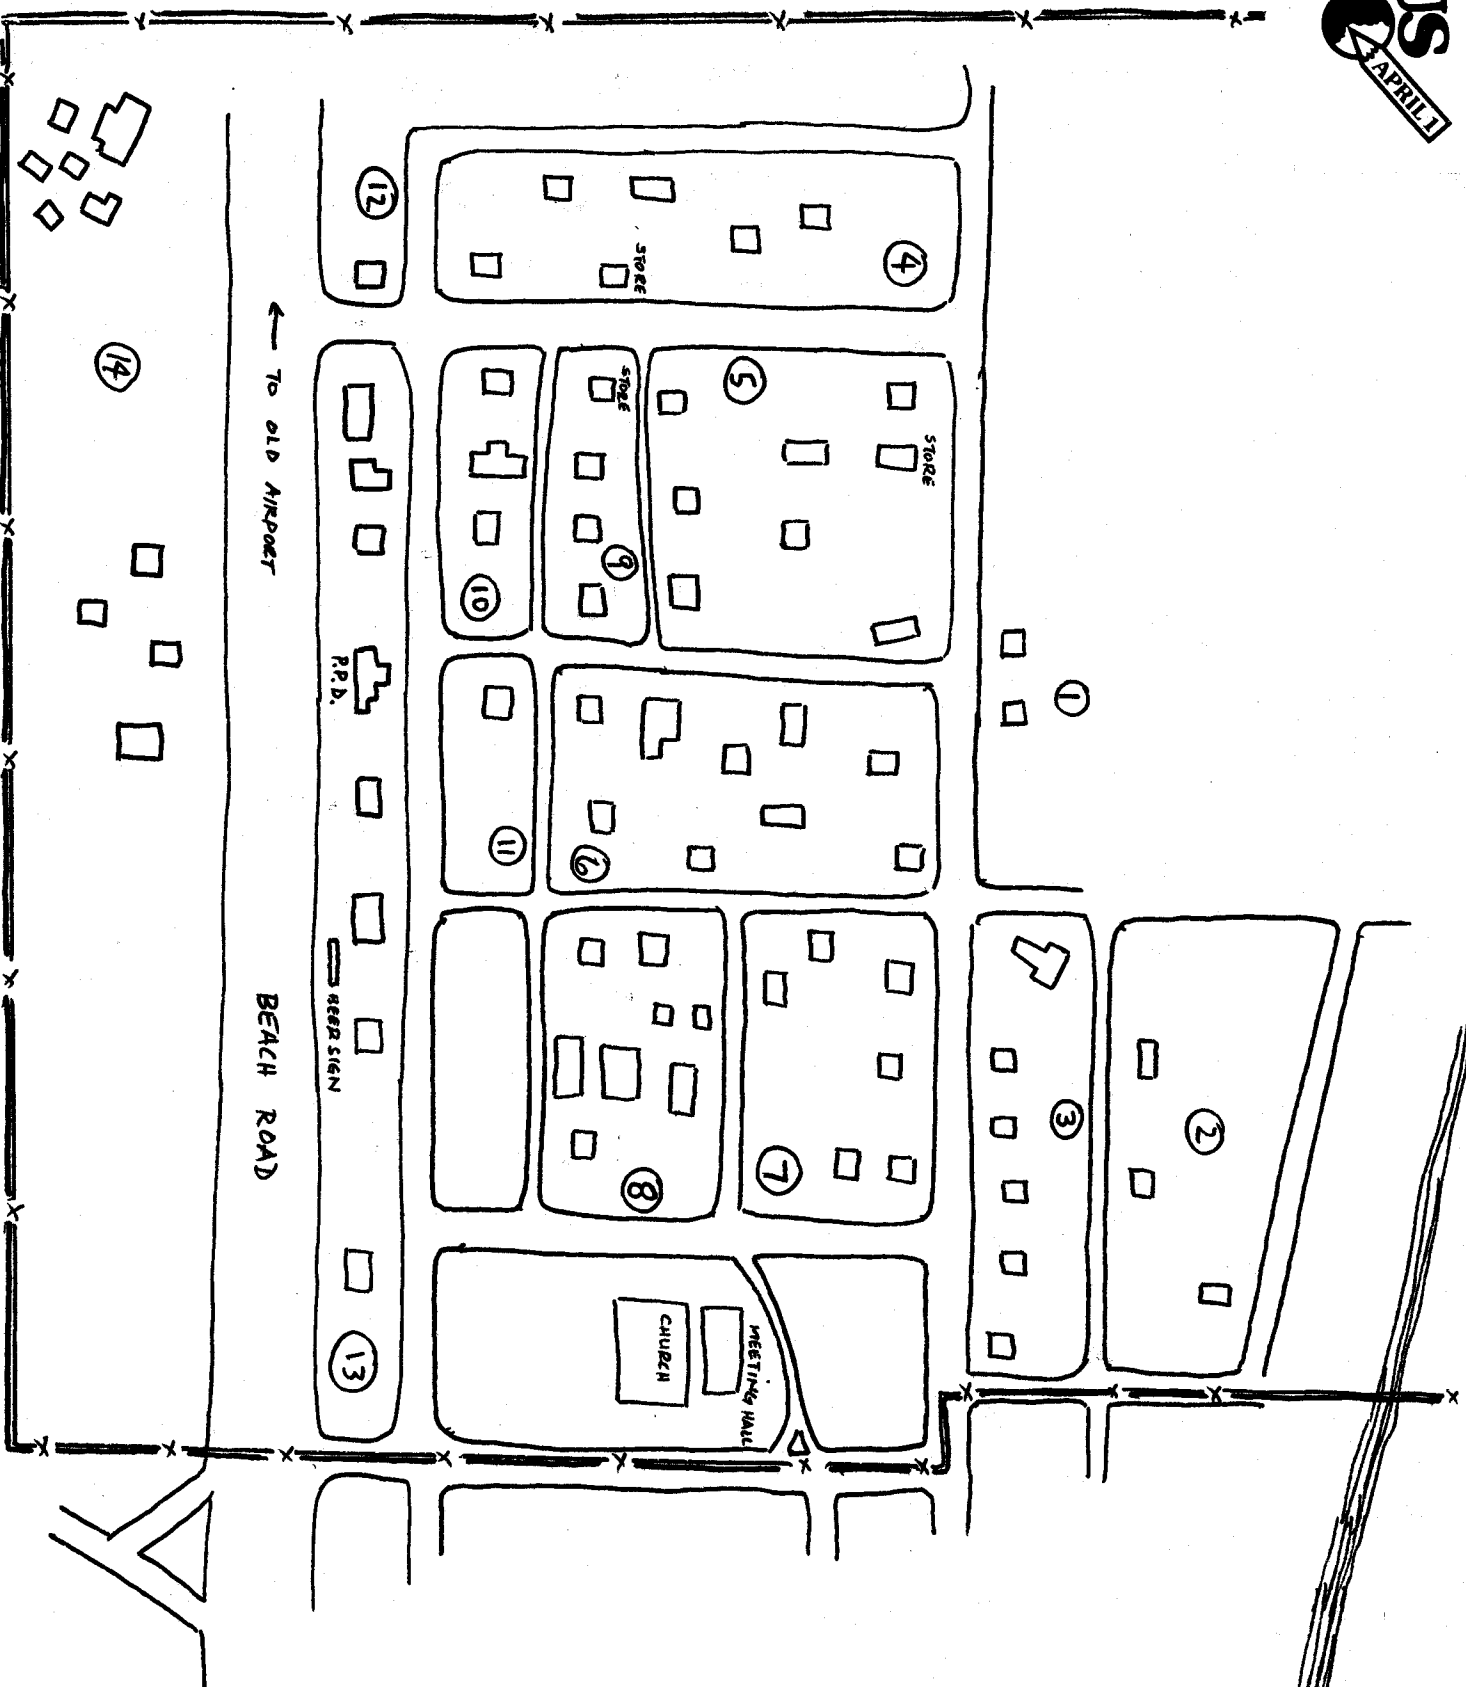 US
APRIL 1
12
4
STORE
14
← TO OLD AIRPORT
5
STORE
STORE
9
10
1
P.P.D.
11
6
BEER SIGN
BEACH ROAD
3
2
7
8
CHURCH
MEETING HALL
13